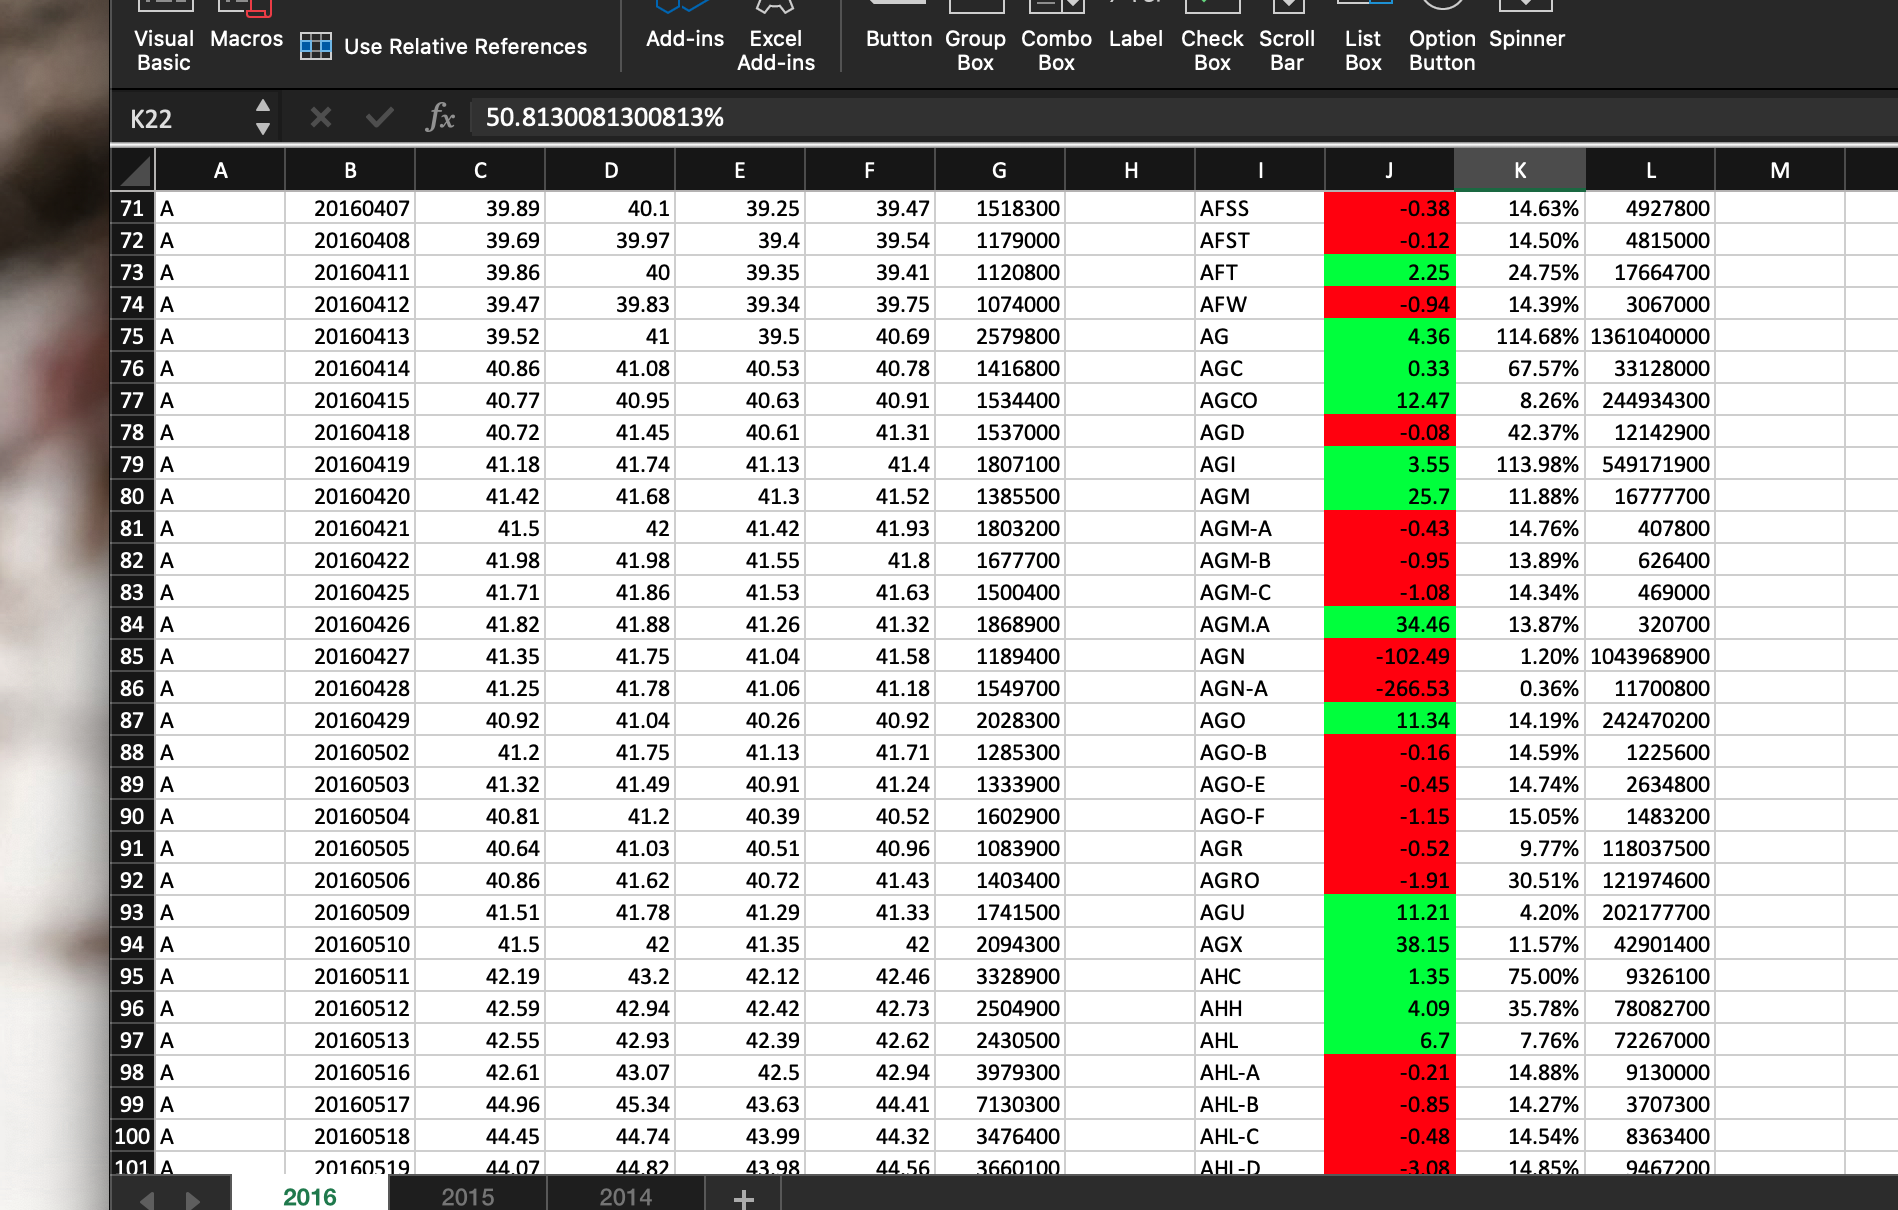 Visual Basic Macros Use Relative References Add-ins Excel Add-ins Button Group Box Combo Box Label Check Box Scroll Bar List Box Option Button Spinner
K22 fx 50.8130081300813%
A B C D E F G H I J K L M
71 A 20160407 39.89 40.1 39.25 39.47 1518300 AFSS -0.38 14.63% 4927800
72 A 20160408 39.69 39.97 39.4 39.54 1179000 AFST -0.12 14.50% 4815000
73 A 20160411 39.86 40 39.35 39.41 1120800 AFT 2.25 24.75% 17664700
74 A 20160412 39.47 39.83 39.34 39.75 1074000 AFW -0.94 14.39% 3067000
75 A 20160413 39.52 41 39.5 40.69 2579800 AG 4.36 114.68% 1361040000
76 A 20160414 40.86 41.08 40.53 40.78 1416800 AGC 0.33 67.57% 33128000
77 A 20160415 40.77 40.95 40.63 40.91 1534400 AGCO 12.47 8.26% 244934300
78 A 20160418 40.72 41.45 40.61 41.31 1537000 AGD -0.08 42.37% 12142900
79 A 20160419 41.18 41.74 41.13 41.4 1807100 AGI 3.55 113.98% 549171900
80 A 20160420 41.42 41.68 41.3 41.52 1385500 AGM 25.7 11.88% 16777700
81 A 20160421 41.5 42 41.42 41.93 1803200 AGM-A -0.43 14.76% 407800
82 A 20160422 41.98 41.98 41.55 41.8 1677700 AGM-B -0.95 13.89% 626400
83 A 20160425 41.71 41.86 41.53 41.63 1500400 AGM-C -1.08 14.34% 469000
84 A 20160426 41.82 41.88 41.26 41.32 1868900 AGM.A 34.46 13.87% 320700
85 A 20160427 41.35 41.75 41.04 41.58 1189400 AGN -102.49 1.20% 1043968900
86 A 20160428 41.25 41.78 41.06 41.18 1549700 AGN-A -266.53 0.36% 11700800
87 A 20160429 40.92 41.04 40.26 40.92 2028300 AGO 11.34 14.19% 242470200
88 A 20160502 41.2 41.75 41.13 41.71 1285300 AGO-B -0.16 14.59% 1225600
89 A 20160503 41.32 41.49 40.91 41.24 1333900 AGO-E -0.45 14.74% 2634800
90 A 20160504 40.81 41.2 40.39 40.52 1602900 AGO-F -1.15 15.05% 1483200
91 A 20160505 40.64 41.03 40.51 40.96 1083900 AGR -0.52 9.77% 118037500
92 A 20160506 40.86 41.62 40.72 41.43 1403400 AGRO -1.91 30.51% 121974600
93 A 20160509 41.51 41.78 41.29 41.33 1741500 AGU 11.21 4.20% 202177700
94 A 20160510 41.5 42 41.35 42 2094300 AGX 38.15 11.57% 42901400
95 A 20160511 42.19 43.2 42.12 42.46 3328900 AHC 1.35 75.00% 9326100
96 A 20160512 42.59 42.94 42.42 42.73 2504900 AHH 4.09 35.78% 78082700
97 A 20160513 42.55 42.93 42.39 42.62 2430500 AHL 6.7 7.76% 72267000
98 A 20160516 42.61 43.07 42.5 42.94 3979300 AHL-A -0.21 14.88% 9130000
99 A 20160517 44.96 45.34 43.63 44.41 7130300 AHL-B -0.85 14.27% 3707300
100 A 20160518 44.45 44.74 43.99 44.32 3476400 AHL-C -0.48 14.54% 8363400
101 A 20160519 44.07 44.82 43.98 44.56 3660100 AHL-D -3.08 14.85% 9467200
2016 2015 2014 +